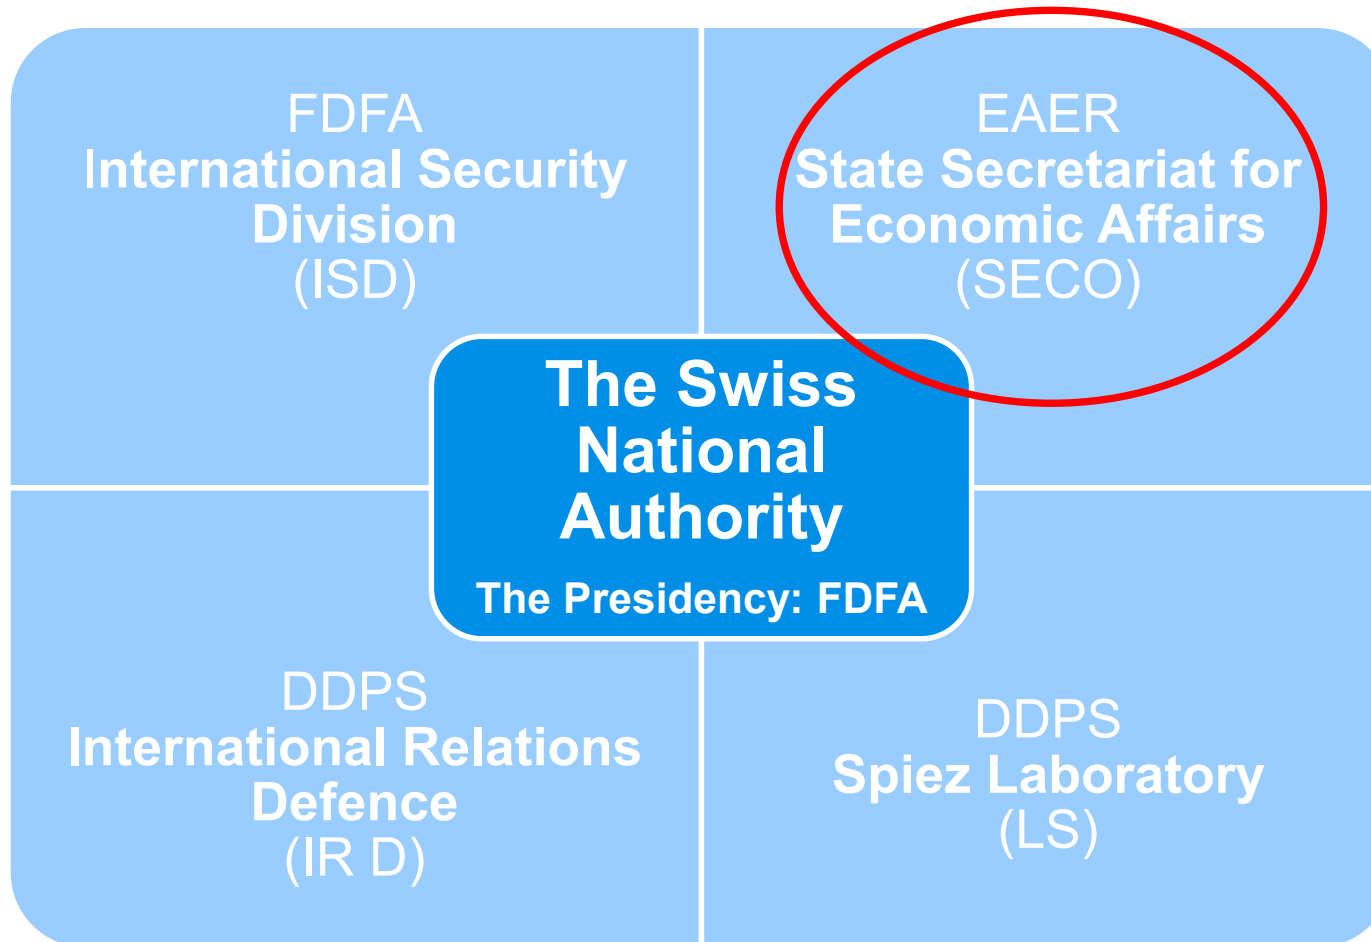 FDFA
International Security
Division
(ISD)
EAER
State Secretariat for
Economic Affairs
(SECO)
The Swiss
National
Authority
The Presidency: FDFA
DDPS
International Relations
Defence
(IR D)
DDPS
Spiez Laboratory
(LS)